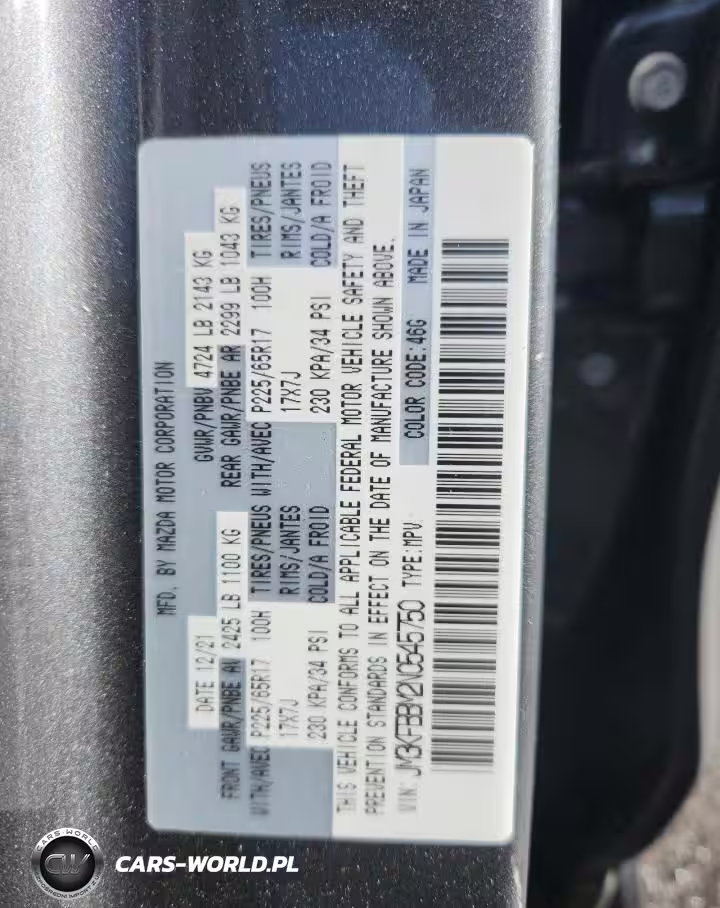 MFD. BY MAZDA MOTOR CORPORATION
DATE 12/21 GVWR/PNBV 4724 LB 2143 KG
FRONT GAWR/PNBE AV 2425 LB 1100 KG REAR GAWR/PNBE AR 2299 LB 1043 KG
WITH/AVEC P225/65R17 100H TIRES/PNEUS WITH/AVEC P225/65R17 100H TIRES/PNEUS
17X7J RIMS/JANTES 17X7J RIMS/JANTES
230 KPA/34 PSI COLD/A FROID 230 KPA/34 PSI COLD/A FROID
THIS VEHICLE CONFORMS TO ALL APPLICABLE FEDERAL MOTOR VEHICLE SAFETY AND THEFT
PREVENTION STANDARDS IN EFFECT ON THE DATE OF MANUFACTURE SHOWN ABOVE.
VIN: JM3KFBBM2N0545750 TYPE:MPV COLOR CODE:46G MADE IN JAPAN
CARS-WORLD
CW
CARS-WORLD.PL